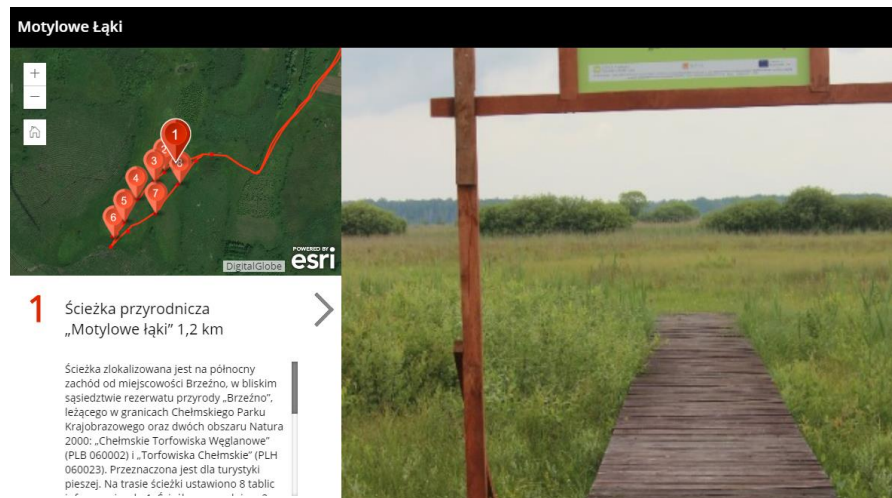 Motylowe Łąki
+
−
1
3
4
5
6
7
8
POWERED BY
esri
DigitalGlobe
1
Ścieżka przyrodnicza
„Motylowe łąki” 1,2 km
Ścieżka zlokalizowana jest na północny
zachód od miejscowości Brzeźno, w bliskim
sąsiedztwie rezerwatu przyrody „Brzeźno”,
leżącego w granicach Chełmskiego Parku
Krajobrazowego oraz dwóch obszaru Natura
2000: „Chełmskie Torfowiska Węglanowe”
(PLB 060002) i „Torfowiska Chełmskie” (PLH
060023). Przeznaczona jest dla turystyki
pieszej. Na trasie ścieżki ustawiono 8 tablic